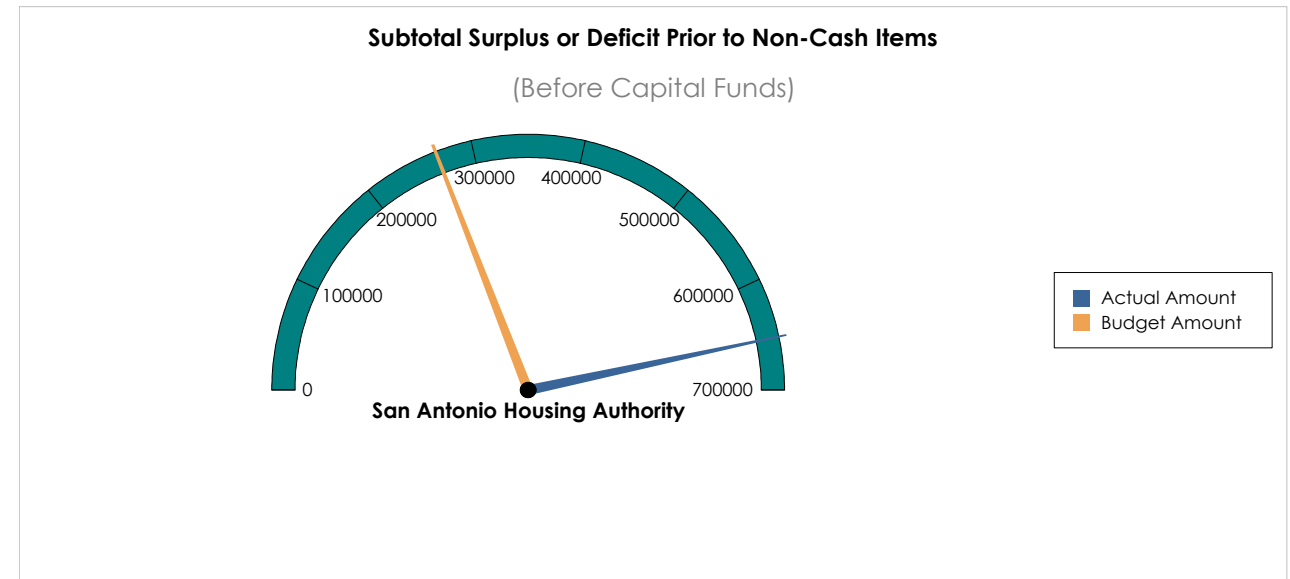 Subtotal Surplus or Deficit Prior to Non-Cash Items
(Before Capital Funds)
300000 400000
200000 500000
100000 600000
0 700000
San Antonio Housing Authority
Actual Amount
Budget Amount